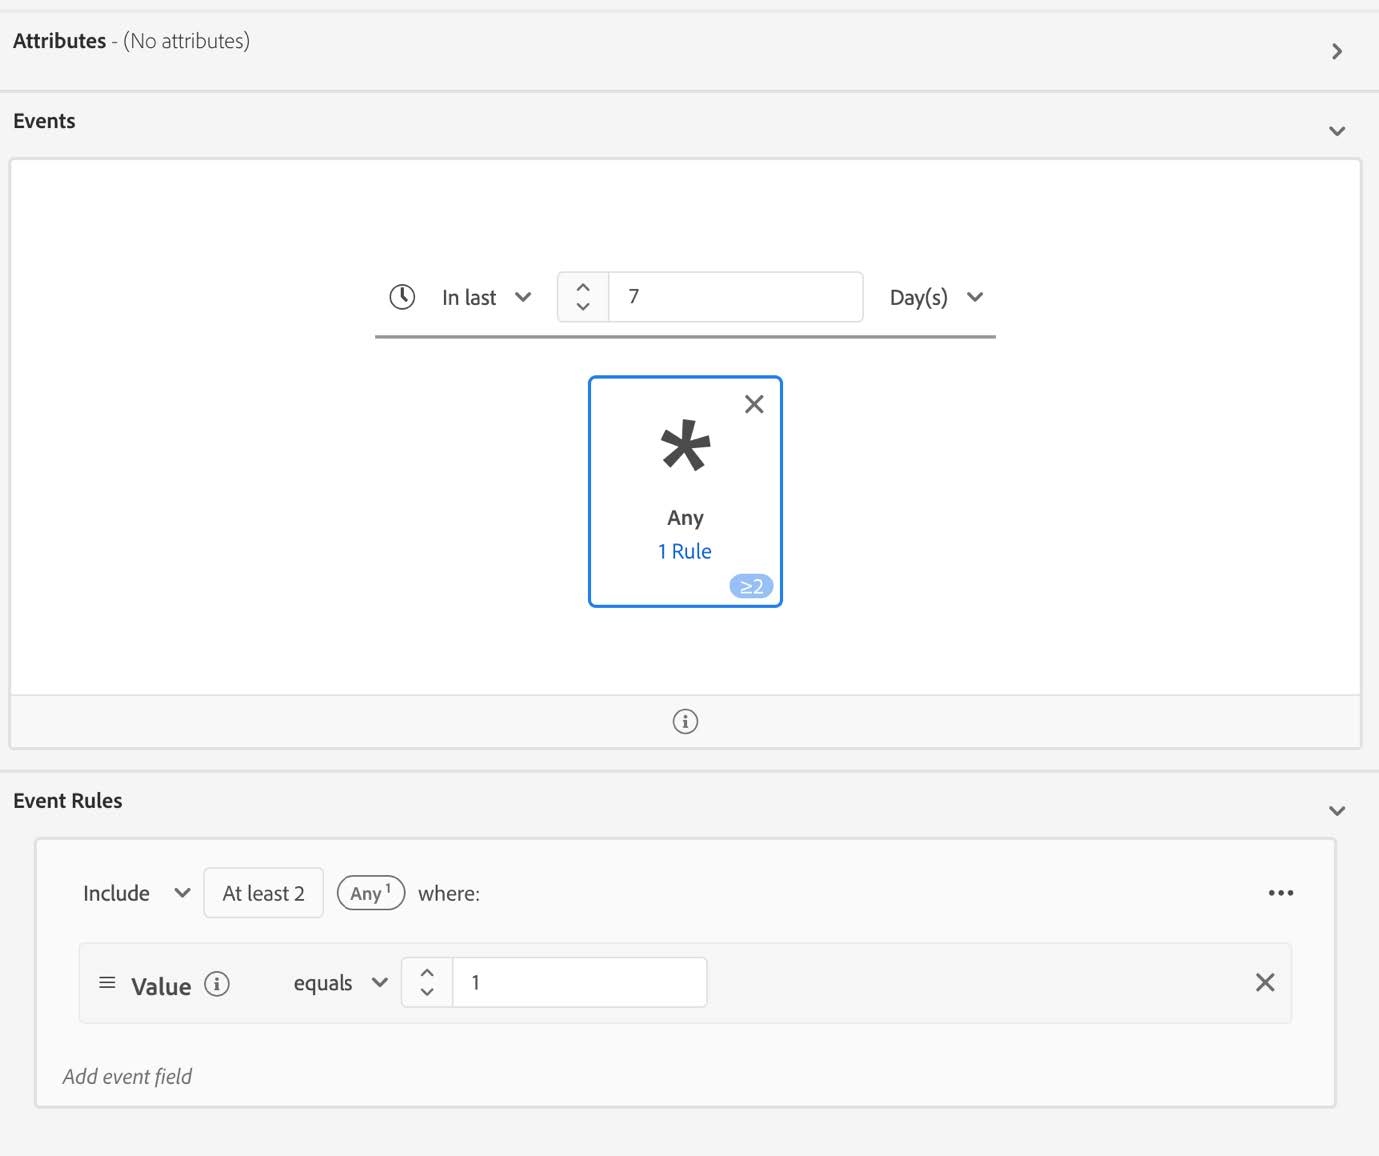 Attributes - (No attributes)
Events
In last 7 Day(s)
*
Any
1 Rule
≥2
Event Rules
Include At least 2 Any 1 where:
Value equals 1
Add event field